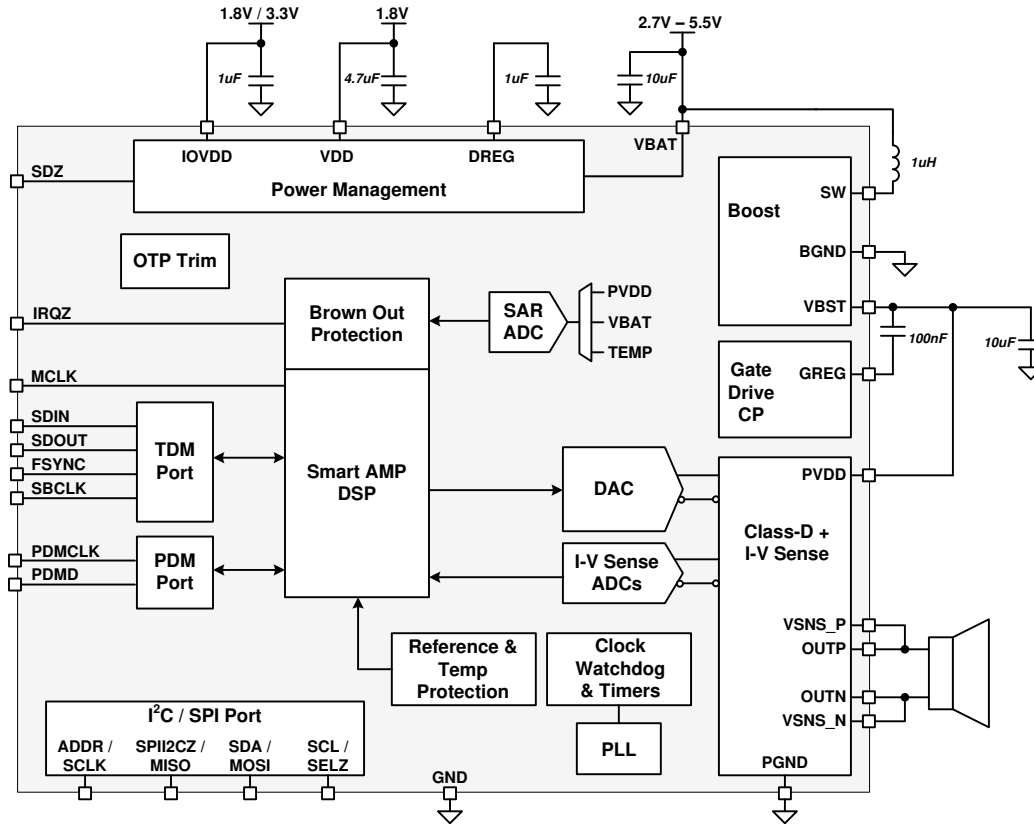 1.8V / 3.3V
1.8V
2.7V – 5.5V
1uF
4.7uF
1uF
10uF
IOVDD
VDD
DREG
VBAT
Power Management
SDZ
1uH
SW
Boost
BGND
VBST
OTP Trim
IRQZ
Brown Out
Protection
SAR
ADC
PVDD
VBAT
TEMP
100nF
10uF
GREG
Gate
Drive
CP
MCLK
SDIN
SDOUT
FSYNC
SBCLK
TDM
Port
Smart AMP
DSP
DAC
PVDD
Class-D +
I-V Sense
PDMCLK
PDMD
PDM
Port
I-V Sense
ADCs
VSNS_P
OUTP
OUTN
VSNS_N
Reference &
Temp
Protection
Clock
Watchdog
& Timers
PLL
I²C / SPI Port
ADDR /
SCLK
SPII2CZ /
MISO
SDA /
MOSI
SCL /
SELZ
GND
PGND